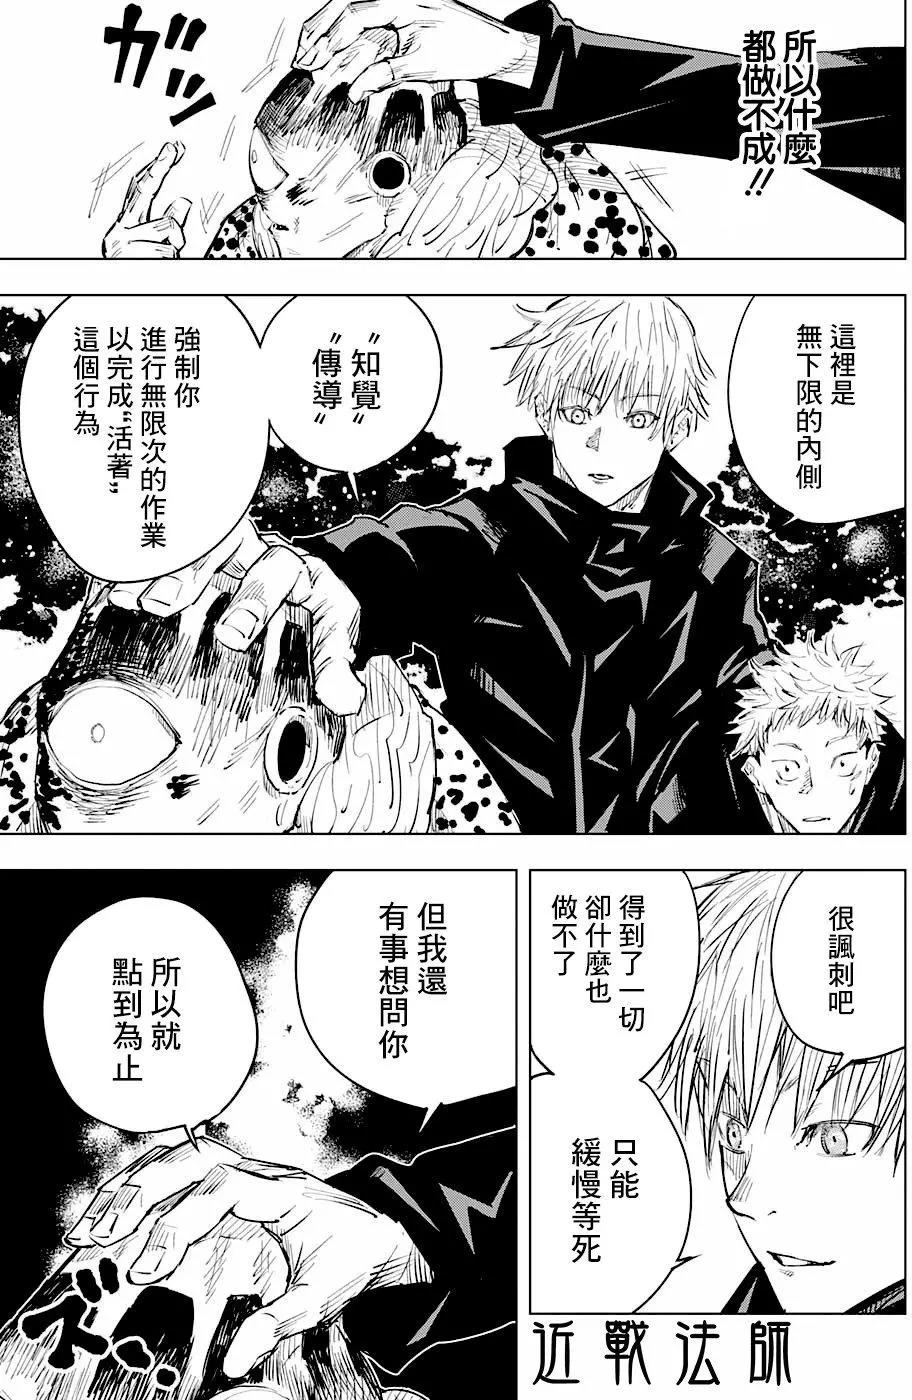 所以什麼
都做不成!!
ガッ
這裡是
無下限的內側
“知覺”
“傳導”
強制你
進行無限次的作業
以完成“活著”
這個行為
很諷刺吧
得到了一切
卻什麼也
做不了
只能
緩慢等死
但我還
有事想問你
所以就
點到為止
ズ…
近戰法師